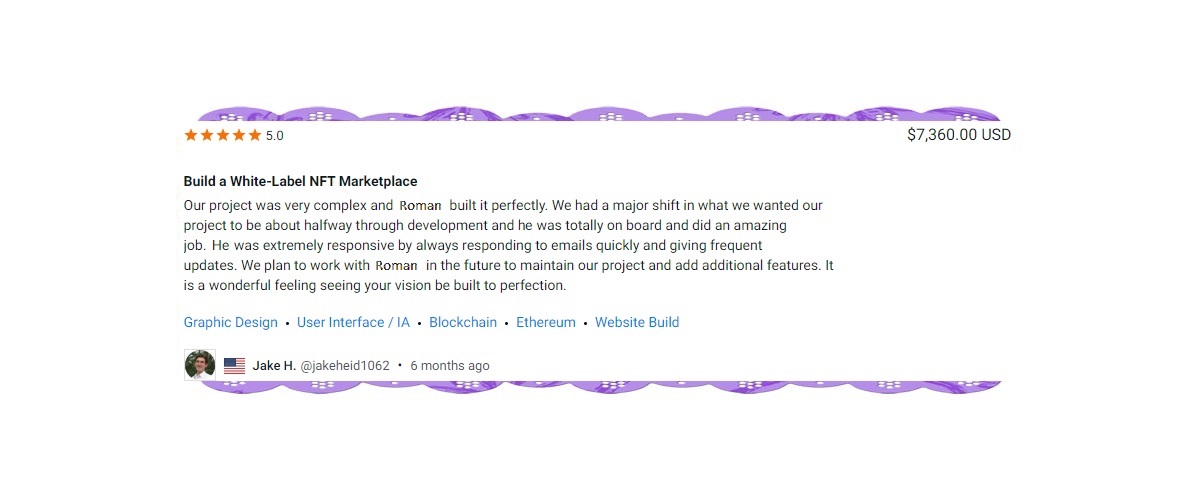 5.0 $7,360.00 USD
Build a White-Label NFT Marketplace
Our project was very complex and Roman built it perfectly. We had a major shift in what we wanted our
project to be about halfway through development and he was totally on board and did an amazing
job. He was extremely responsive by always responding to emails quickly and giving frequent
updates. We plan to work with Roman in the future to maintain our project and add additional features. It
is a wonderful feeling seeing your vision be built to perfection.
Graphic Design • User Interface / IA • Blockchain • Ethereum • Website Build
Jake H. @jakeheid1062 • 6 months ago